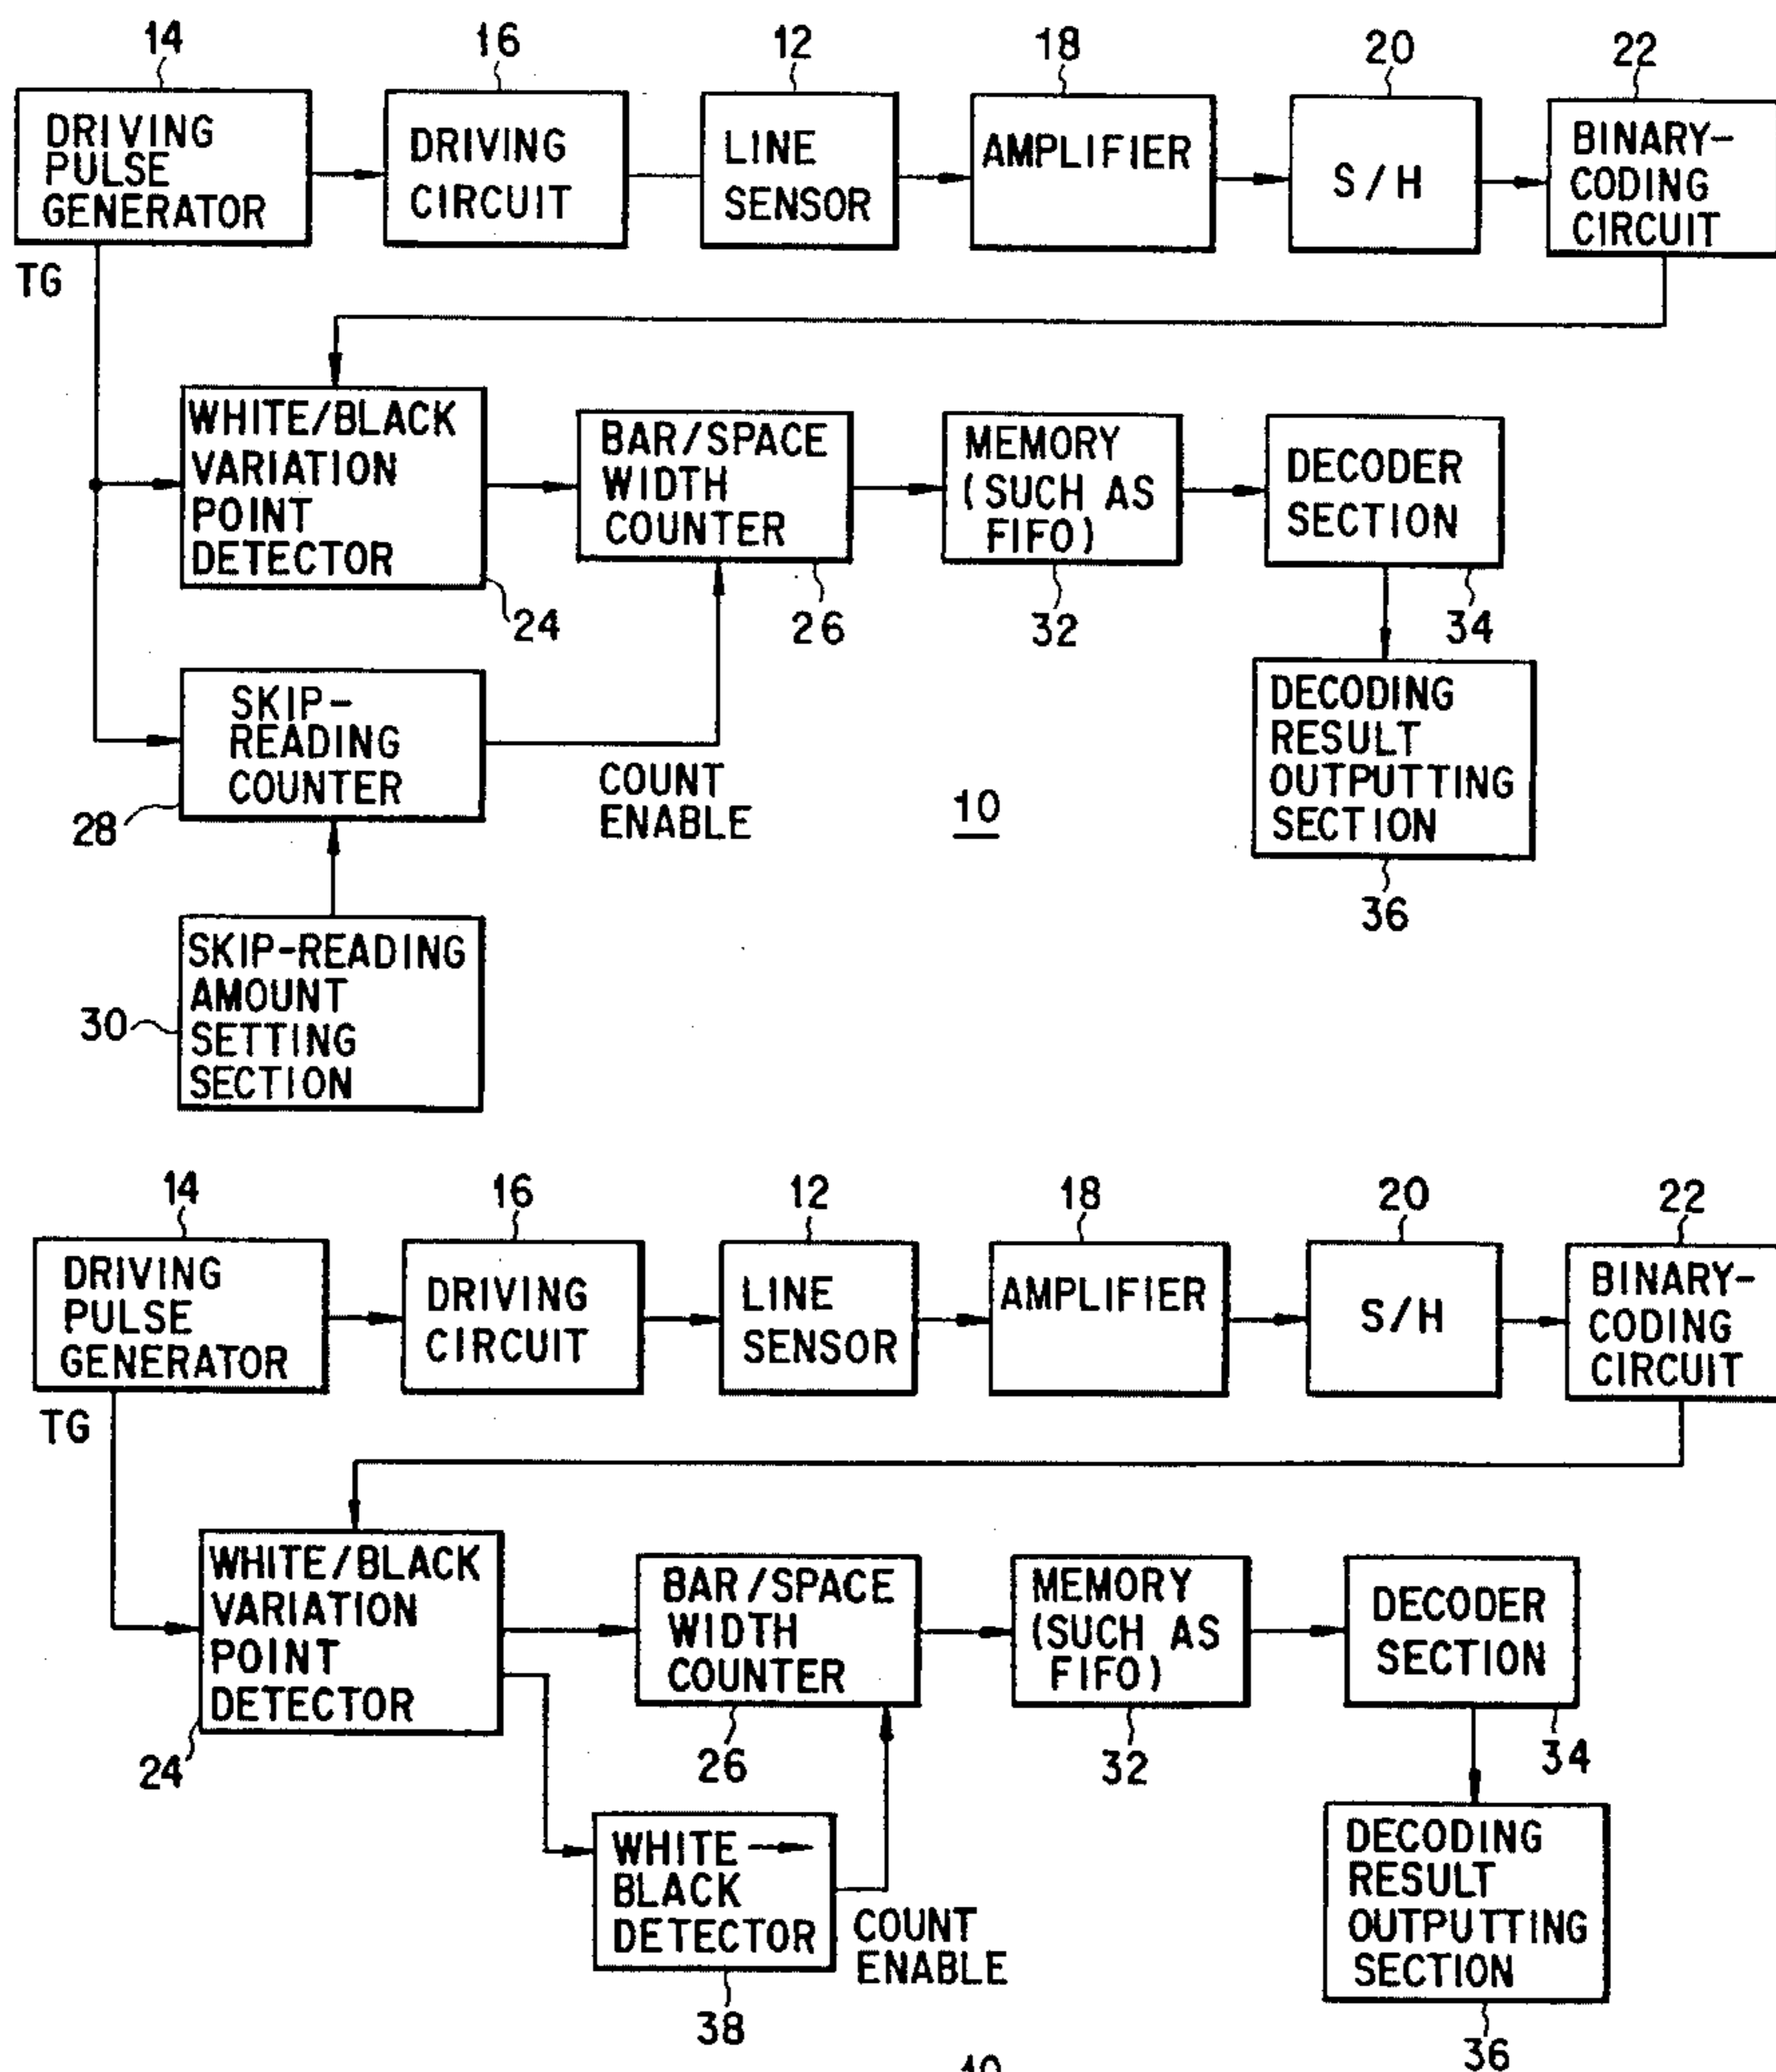 14
16
12
18
20
22
DRIVING
PULSE
GENERATOR
DRIVING
CIRCUIT
LINE
SENSOR
AMPLIFIER
S/H
BINARY-
CODING
CIRCUIT
TG
WHITE/BLACK
VARIATION
POINT
DETECTOR
24
BAR/SPACE
WIDTH
COUNTER
26
MEMORY
(SUCH AS
FIFO)
32
DECODER
SECTION
34
SKIP-
READING
COUNTER
28
COUNT
ENABLE
10
DECODING
RESULT
OUTPUTTING
SECTION
36
SKIP-READING
AMOUNT
SETTING
SECTION
30
14
16
12
18
20
22
DRIVING
PULSE
GENERATOR
DRIVING
CIRCUIT
LINE
SENSOR
AMPLIFIER
S/H
BINARY-
CODING
CIRCUIT
TG
WHITE/BLACK
VARIATION
POINT
DETECTOR
24
BAR/SPACE
WIDTH
COUNTER
26
MEMORY
(SUCH AS
FIFO)
32
DECODER
SECTION
34
WHITE →
BLACK
DETECTOR
38
COUNT
ENABLE
DECODING
RESULT
OUTPUTTING
SECTION
36